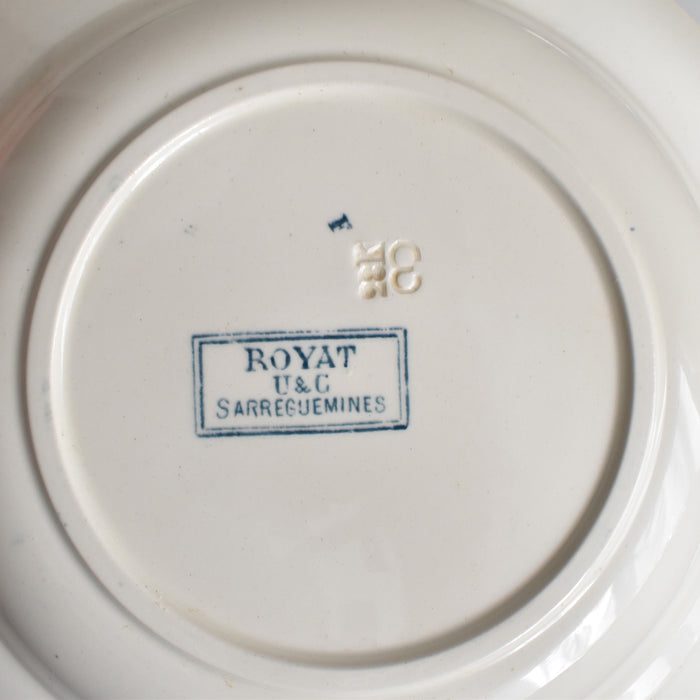 F
ROYAT
U & C
SARREGUEMINES